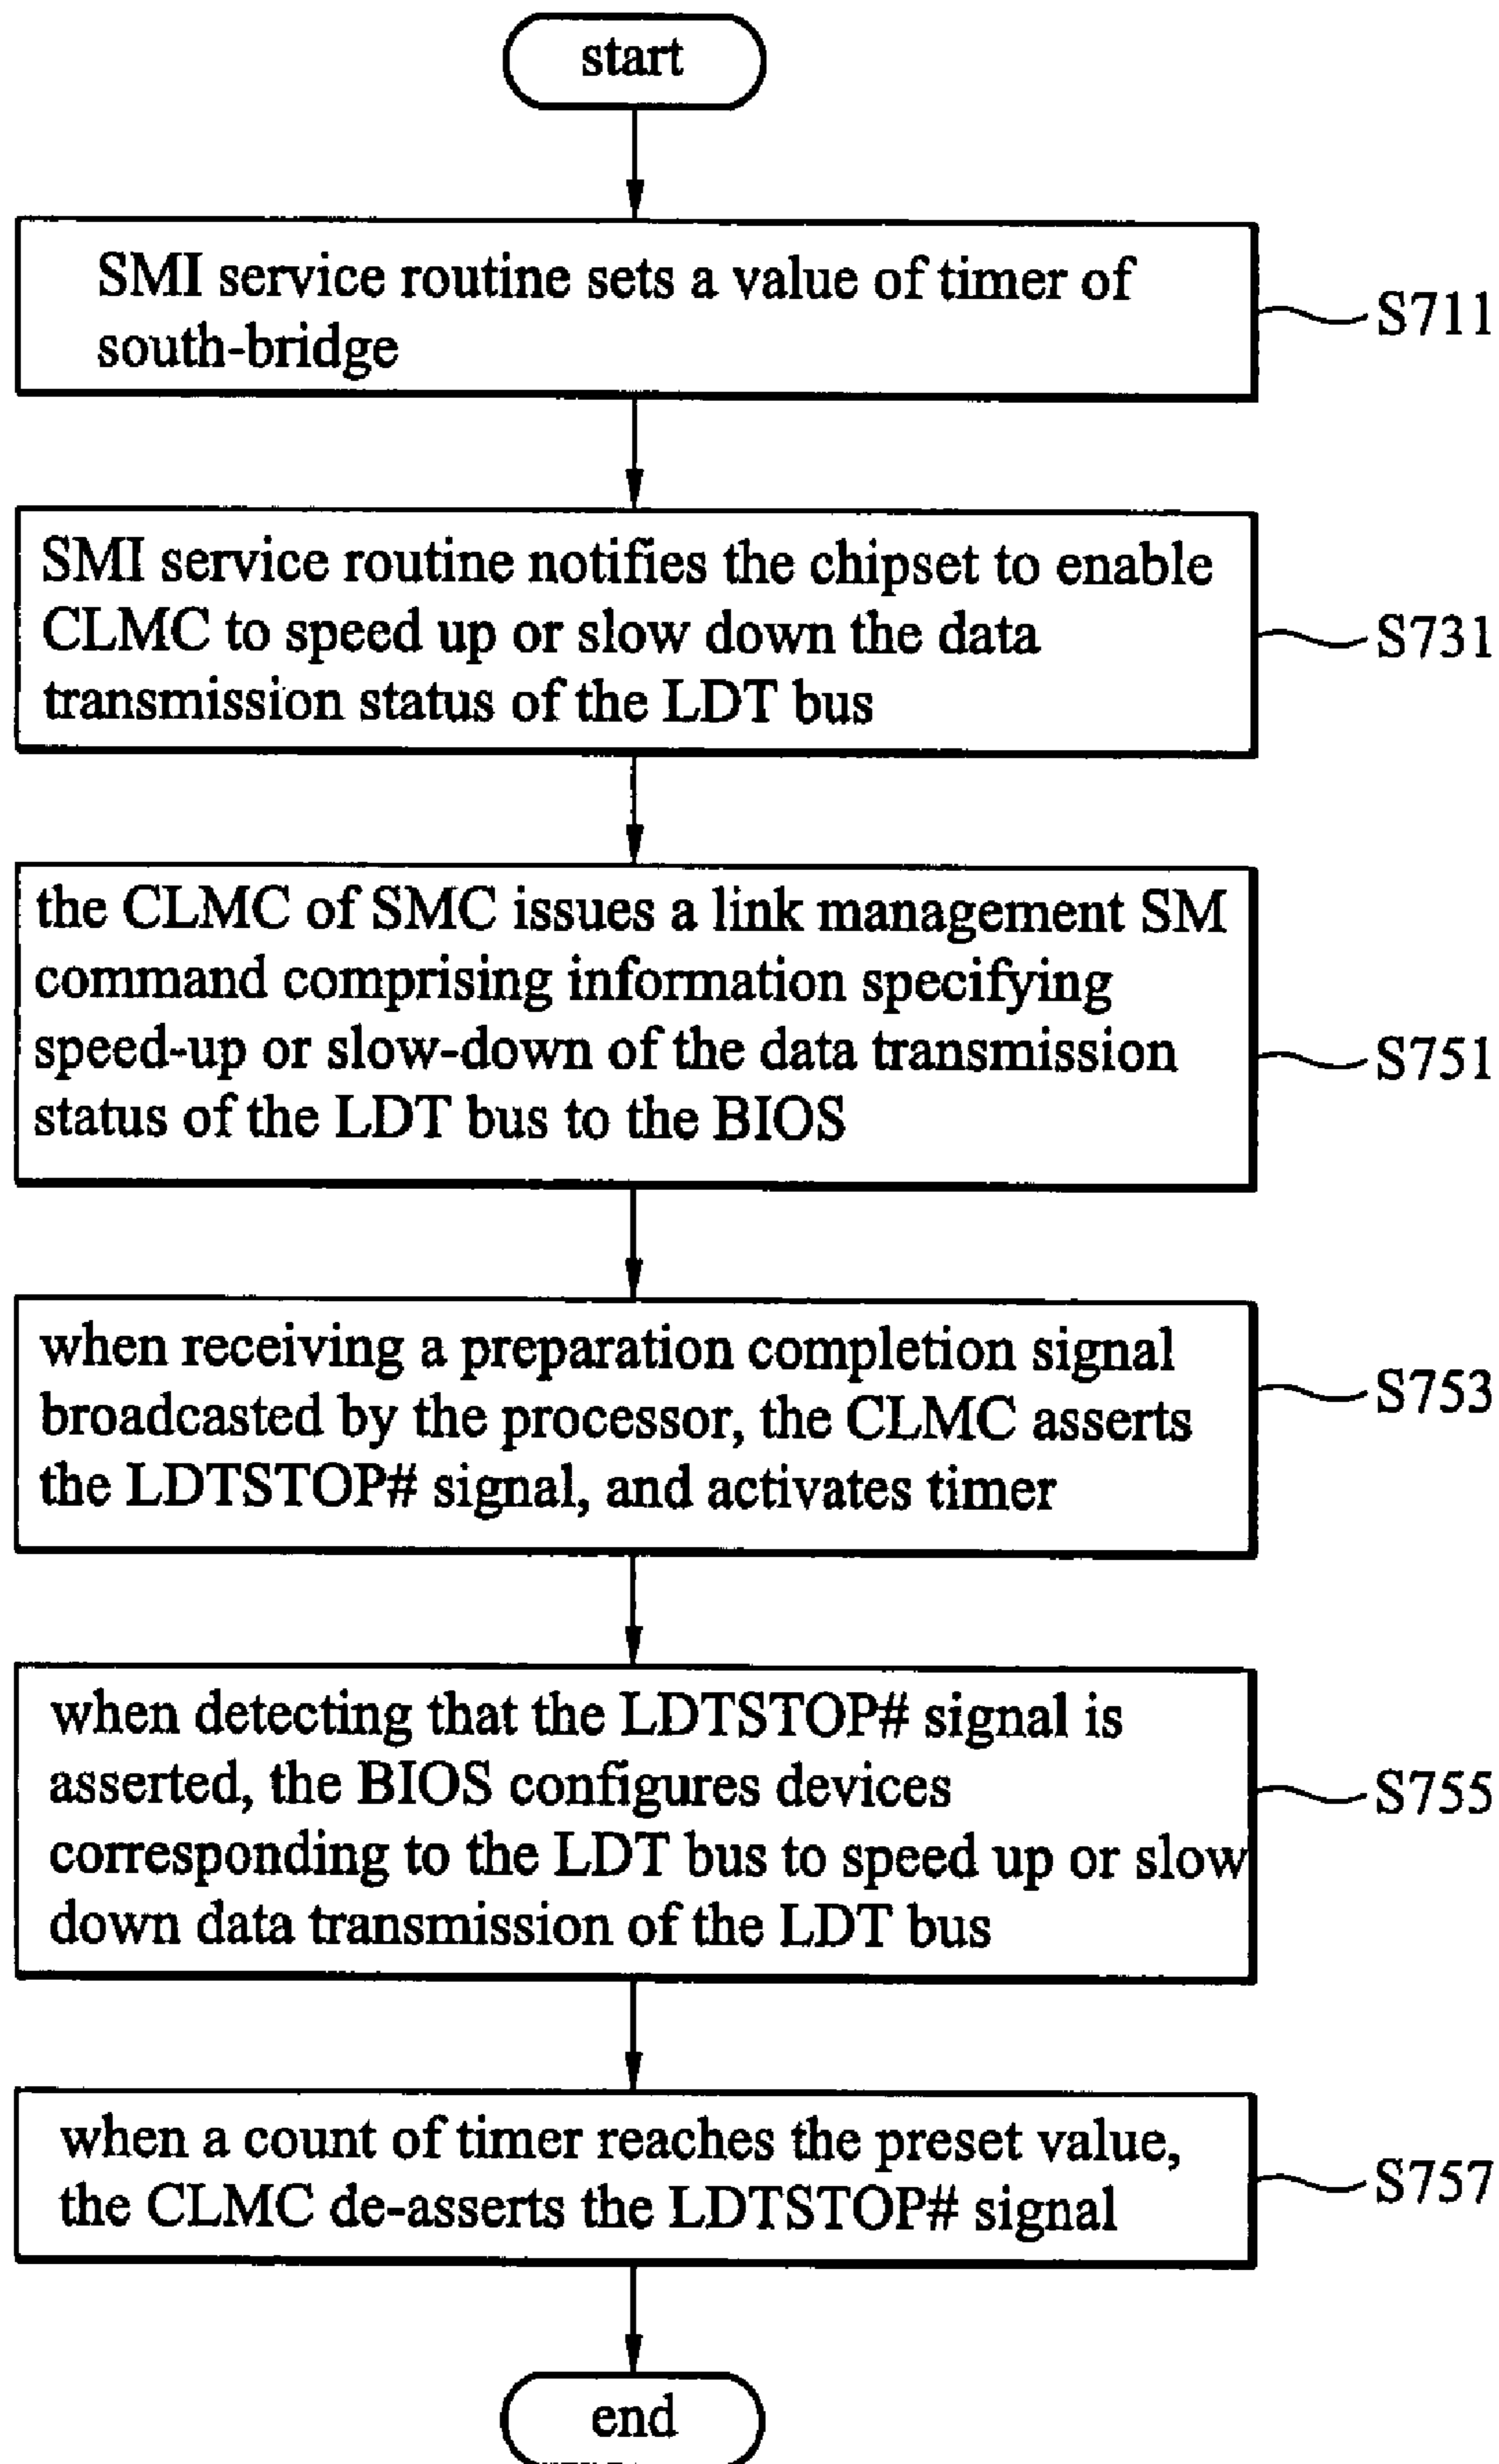 start
SMI service routine sets a value of timer of
south-bridge
S711
SMI service routine notifies the chipset to enable
CLMC to speed up or slow down the data
transmission status of the LDT bus
S731
the CLMC of SMC issues a link management SM
command comprising information specifying
speed-up or slow-down of the data transmission
status of the LDT bus to the BIOS
S751
when receiving a preparation completion signal
broadcasted by the processor, the CLMC asserts
the LDTSTOP# signal, and activates timer
S753
when detecting that the LDTSTOP# signal is
asserted, the BIOS configures devices
corresponding to the LDT bus to speed up or slow
down data transmission of the LDT bus
S755
when a count of timer reaches the preset value,
the CLMC de-asserts the LDTSTOP# signal
S757
end